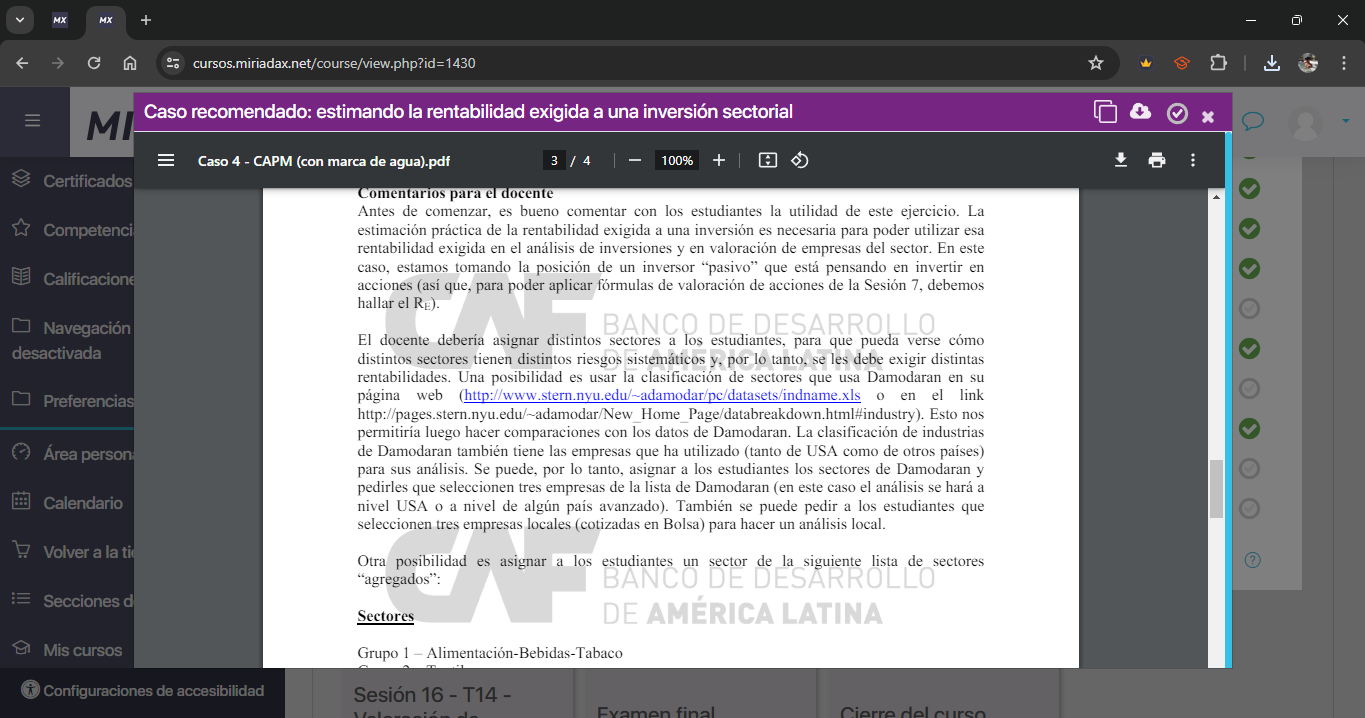 MX
MX
cursos.miriadax.net/course/view.php?id=1430
Caso recomendado: estimando la rentabilidad exigida a una inversión sectorial
Caso 4 - CAPM (con marca de agua).pdf
3 / 4
100%
Certificados
Competenci
Calificacione
Navegación
desactivada
Preferencias
Área person
Calendario
Volver a la ti
Secciones d
Mis cursos
Configuraciones de accesibilidad
Comentarios para el docente
Antes de comenzar, es bueno comentar con los estudiantes la utilidad de este ejercicio. La
estimación práctica de la rentabilidad exigida a una inversión es necesaria para poder utilizar esa
rentabilidad exigida en el análisis de inversiones y en valoración de empresas del sector. En este
caso, estamos tomando la posición de un inversor “pasivo” que está pensando en invertir en
acciones (así que, para poder aplicar fórmulas de valoración de acciones de la Sesión 7, debemos
hallar el RE).
El docente debería asignar distintos sectores a los estudiantes, para que pueda verse cómo
distintos sectores tienen distintos riesgos sistemáticos y, por lo tanto, se les debe exigir distintas
rentabilidades. Una posibilidad es usar la clasificación de sectores que usa Damodaran en su
página web (http://www.stern.nyu.edu/~adamodar/pc/datasets/indname.xls o en el link
http://pages.stern.nyu.edu/~adamodar/New_Home_Page/databreakdown.html#industry). Esto nos
permitiría luego hacer comparaciones con los datos de Damodaran. La clasificación de industrias
de Damodaran también tiene las empresas que ha utilizado (tanto de USA como de otros países)
para sus análisis. Se puede, por lo tanto, asignar a los estudiantes los sectores de Damodaran y
pedirles que seleccionen tres empresas de la lista de Damodaran (en este caso el análisis se hará a
nivel USA o a nivel de algún país avanzado). También se puede pedir a los estudiantes que
seleccionen tres empresas locales (cotizadas en Bolsa) para hacer un análisis local.
Otra posibilidad es asignar a los estudiantes un sector de la siguiente lista de sectores
“agregados”:
Sectores
Grupo 1 – Alimentación-Bebidas-Tabaco
CAF BANCO DE DESARROLLO
DE AMÉRICA LATINA
CAF BANCO DE DESARROLLO
DE AMÉRICA LATINA
Sesión 16 - T14 -
Valoración de
Examen final
Cierre del curso